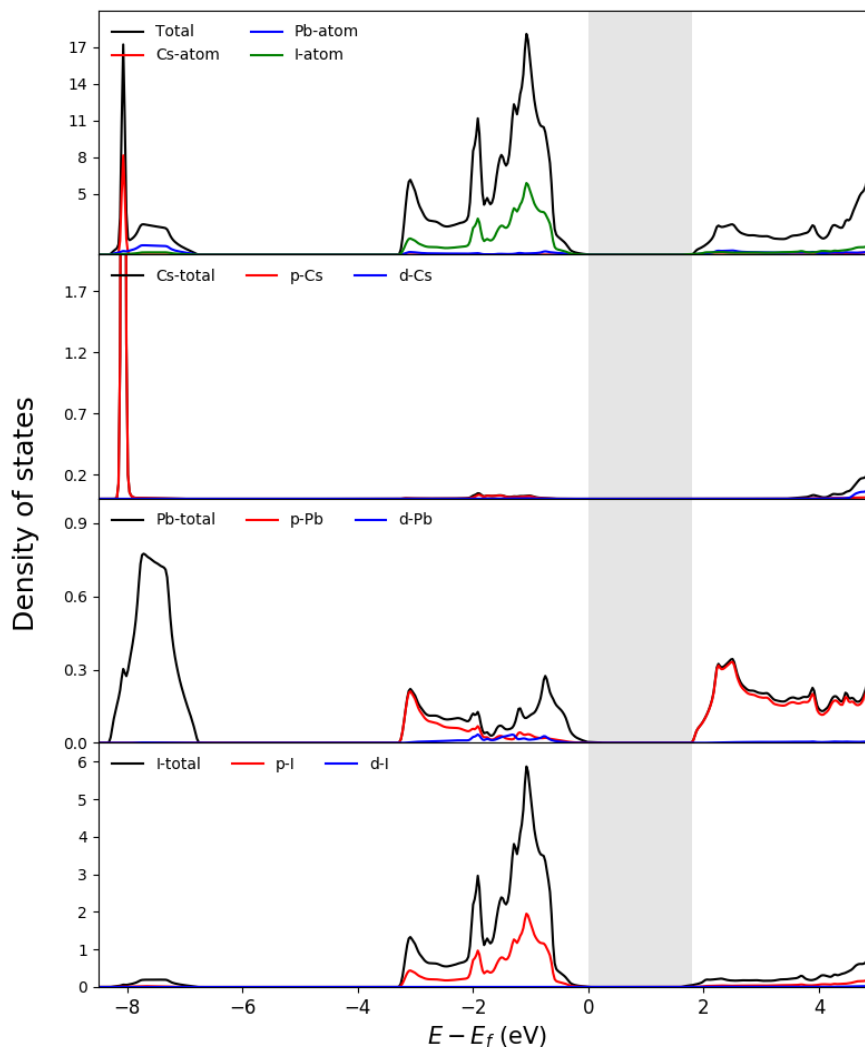 Density of states
Total Pb-atom
Cs-atom I-atom
17
14
11
8
5
Cs-total p-Cs d-Cs
1.7
1.2
0.7
0.2
Pb-total p-Pb d-Pb
0.9
0.6
0.3
0.0
I-total p-I d-I
6
5
4
3
2
1
0
−8 −6 −4 −2 0 2 4
E − E_f (eV)